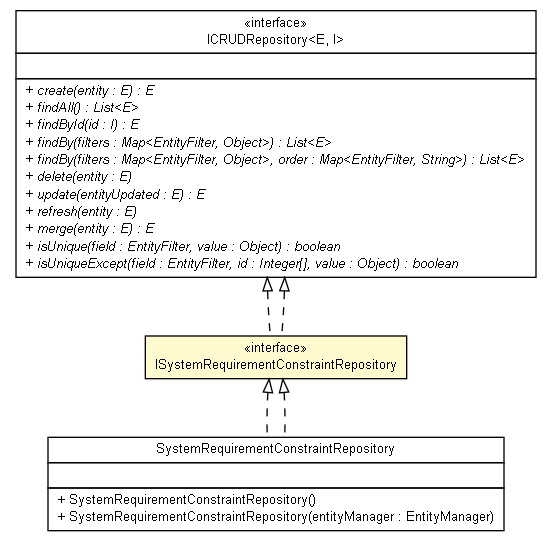 «interface»
ICRUDRepository<E, I>
+ create(entity : E) : E
+ findAll() : List<E>
+ findById(id : I) : E
+ findBy(filters : Map<EntityFilter, Object>) : List<E>
+ findBy(filters : Map<EntityFilter, Object>, order : Map<EntityFilter, String>) : List<E>
+ delete(entity : E)
+ update(entityUpdated : E) : E
+ refresh(entity : E)
+ merge(entity : E) : E
+ isUnique(field : EntityFilter, value : Object) : boolean
+ isUniqueExcept(field : EntityFilter, id : Integer[], value : Object) : boolean
«interface»
ISystemRequirementConstraintRepository
SystemRequirementConstraintRepository
+ SystemRequirementConstraintRepository()
+ SystemRequirementConstraintRepository(entityManager : EntityManager)